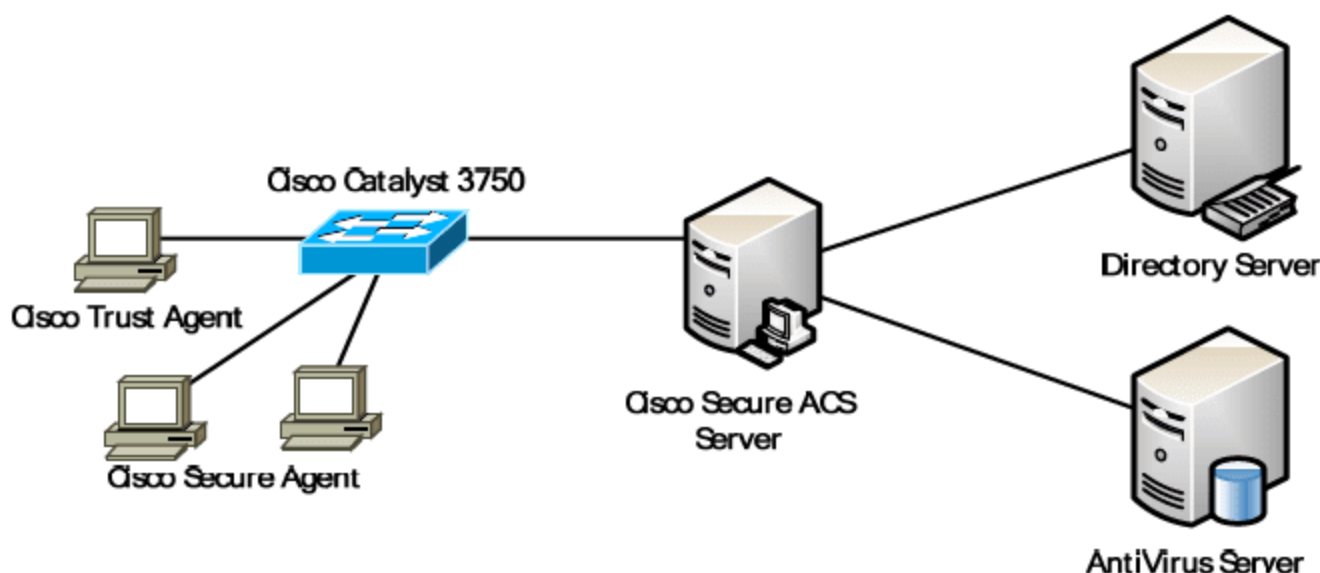 Cisco Catalyst 3750
Cisco Trust Agent
Cisco Secure Agent
Cisco Secure ACS
Server
Directory Server
AntiVirus Server